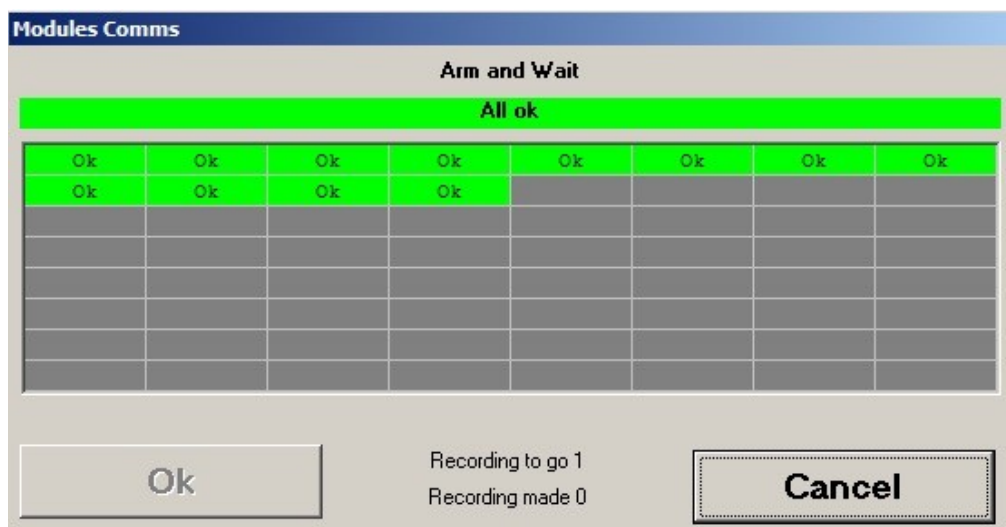 Modules Comms
Arm and Wait
All ok
Ok Ok Ok Ok Ok Ok Ok Ok
Ok Ok Ok Ok
Recording to go 1
Ok
Recording made 0
Cancel